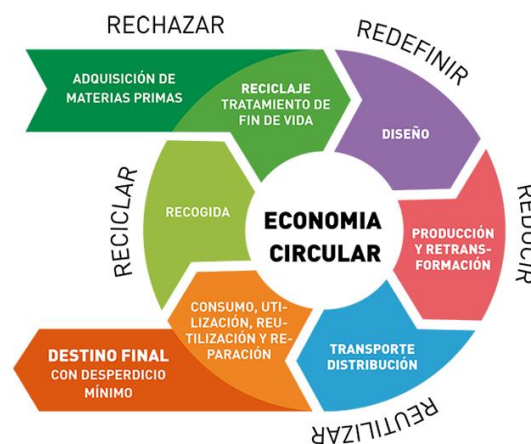 RECHAZAR
REDEFINIR
ADQUISICIÓN DE
MATERIAS PRIMAS
RECICLAJE
TRATAMIENTO DE
FIN DE VIDA
DISEÑO
REDUCIR
RECICLAR
RECOGIDA
ECONOMIA
CIRCULAR
PRODUCCIÓN
Y RETRANS-
FORMACIÓN
CONSUMO, UTI-
LIZACIÓN, REU-
TILIZACIÓN Y RE-
PARACIÓN
TRANSPORTE
DISTRIBUCIÓN
DESTINO FINAL
CON DESPERDICIO
MÍNIMO
REUTILIZAR